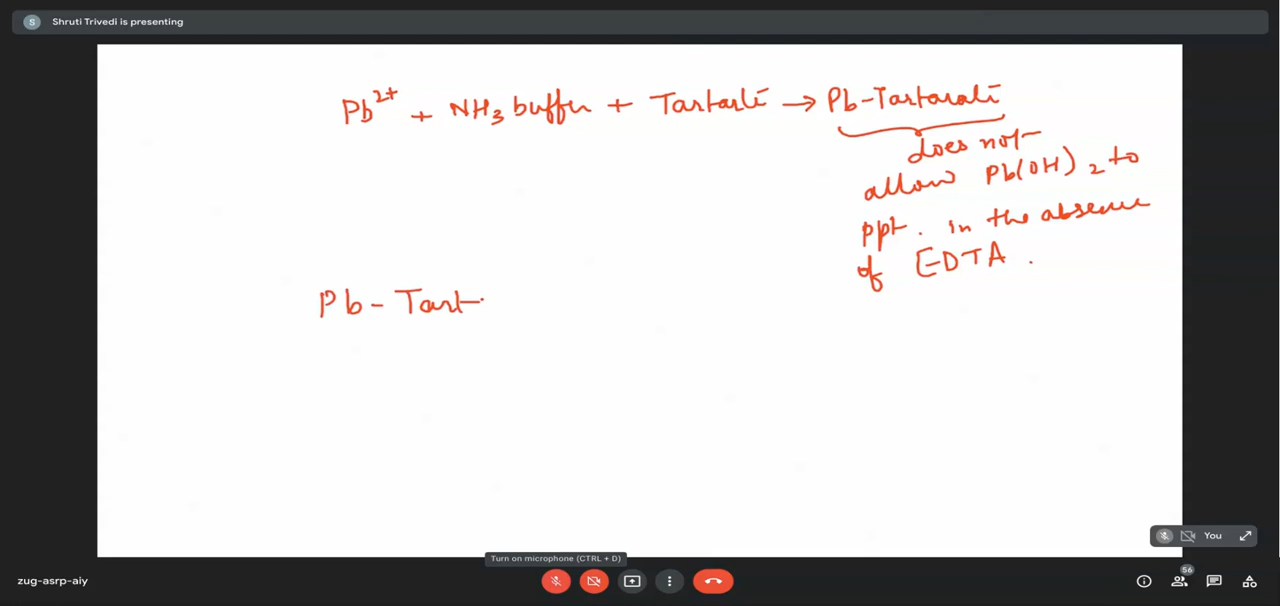 S Shruti Trivedi is presenting
Pb2+ + NH3 buffer + Tartarte → Pb-Tartarate
does not
allow Pb(OH)2 to
ppt. in the absence
of EDTA.
Pb-Tart
You
Turn on microphone (CTRL + D)
zug-asrp-aiy
56